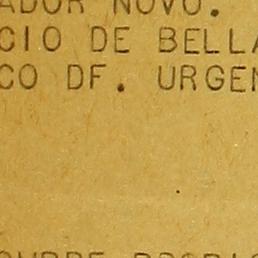 ADOR NOVO.
CIO DE BELLA
CO DF. URGEN